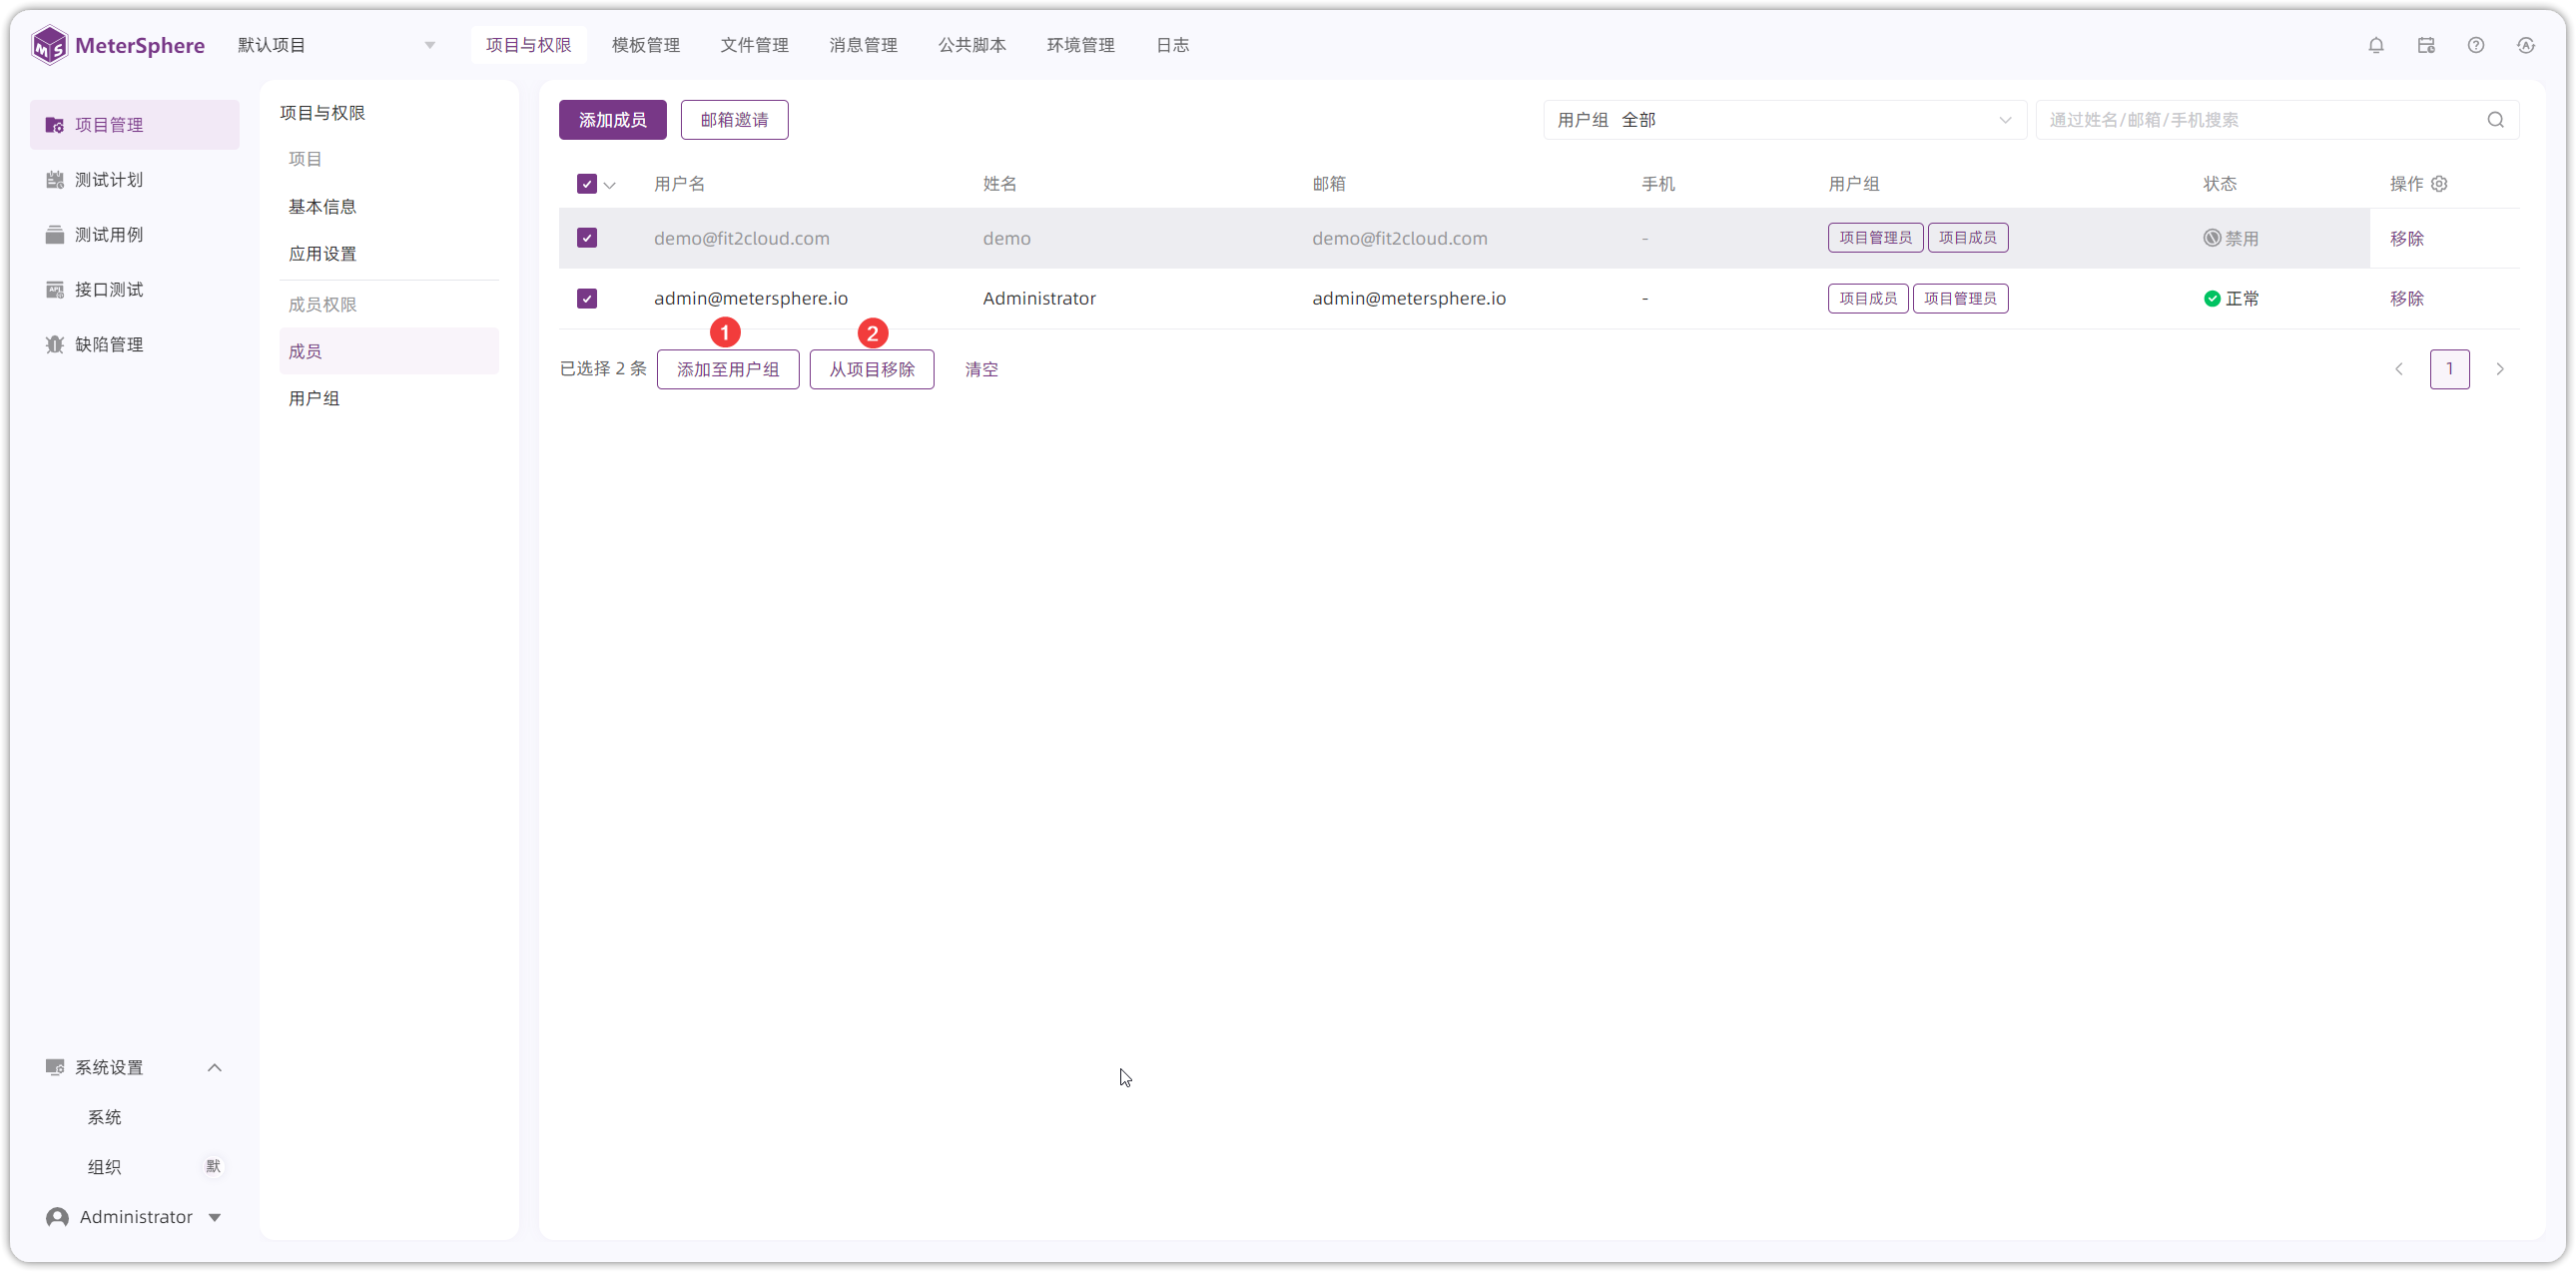 MeterSphere 默认项目 项目与权限 模板管理 文件管理 消息管理 公共脚本 环境管理 日志
项目管理
测试计划
测试用例
接口测试
缺陷管理
系统设置
系统
组织 默
Administrator
项目与权限
项目
基本信息
应用设置
成员权限
成员
用户组
添加成员 邮箱邀请 用户组 全部 通过姓名/邮箱/手机搜索
用户名 姓名 邮箱 手机 用户组 状态 操作
demo@fit2cloud.com demo demo@fit2cloud.com - 项目管理员 项目成员 禁用 移除
admin@metersphere.io Administrator admin@metersphere.io - 项目成员 项目管理员 正常 移除
1 2
已选择 2 条 添加至用户组 从项目移除 清空 1